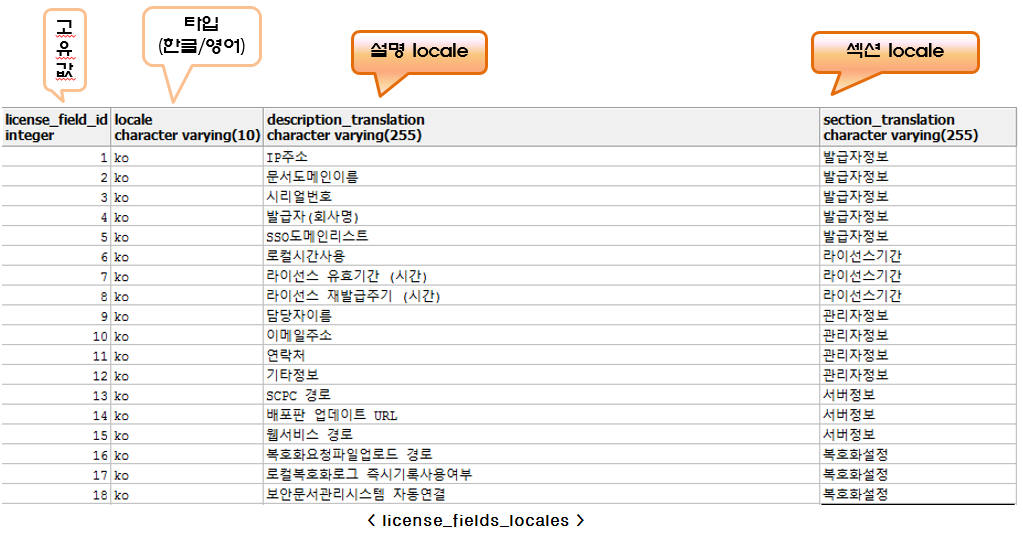 고
유
값
타입
(한글/영어)
설명 locale
섹션 locale
license_field_id locale description_translation section_translation
integer character varying(10) character varying(255) character varying(255)
1 ko IP주소 발급자정보
2 ko 문서도메인이름 발급자정보
3 ko 시리얼번호 발급자정보
4 ko 발급자(회사명) 발급자정보
5 ko SSO도메인리스트 발급자정보
6 ko 로컬시간사용 라이선스기간
7 ko 라이선스 유효기간 (시간) 라이선스기간
8 ko 라이선스 재발급주기 (시간) 라이선스기간
9 ko 담당자이름 관리자정보
10 ko 이메일주소 관리자정보
11 ko 연락처 관리자정보
12 ko 기타정보 관리자정보
13 ko SCPC 경로 서버정보
14 ko 배포판 업데이트 URL 서버정보
15 ko 웹서비스 경로 서버정보
16 ko 복호화요청파일업로드 경로 복호화설정
17 ko 로컬복호화로그 즉시기록사용여부 복호화설정
18 ko 보안문서관리시스템 자동연결 복호화설정
< license_fields_locales >